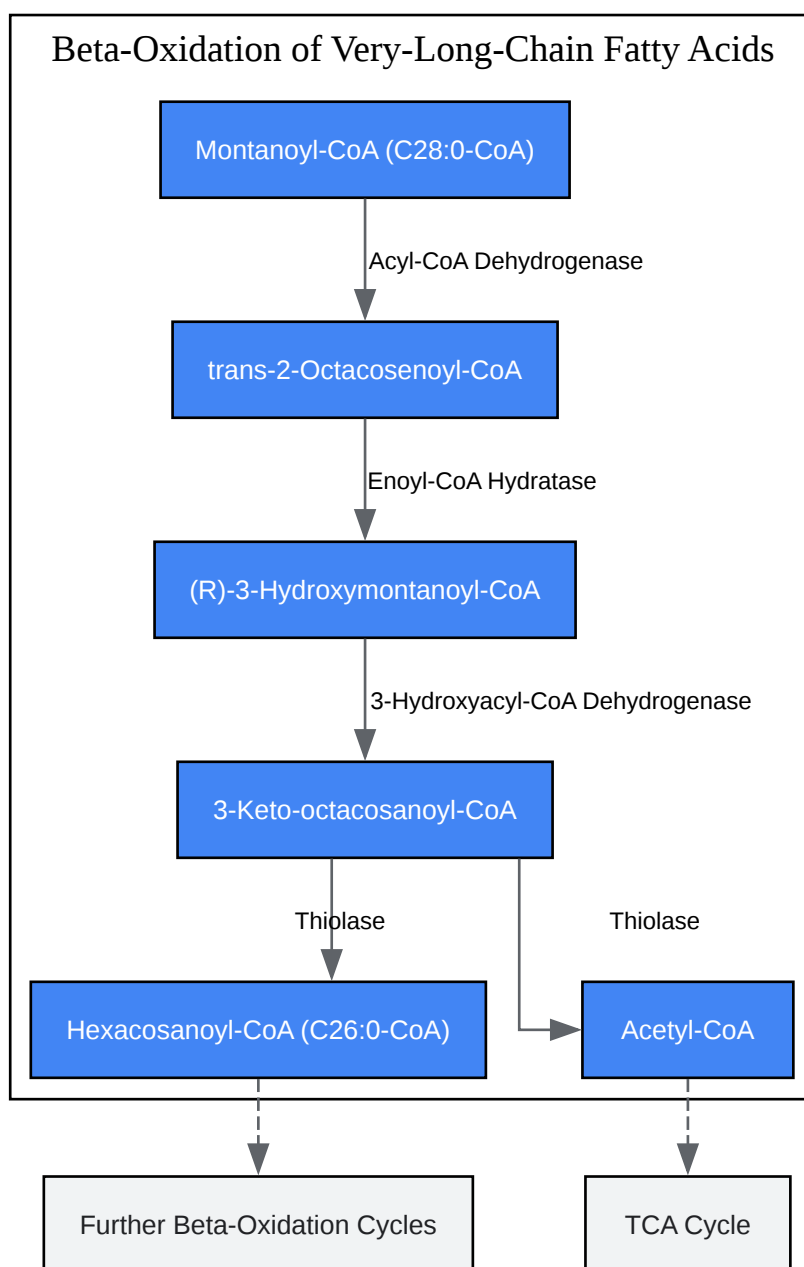 Beta-Oxidation of Very-Long-Chain Fatty Acids
Montanoyl-CoA (C28:0-CoA)
Acyl-CoA Dehydrogenase
trans-2-Octacosenoyl-CoA
Enoyl-CoA Hydratase
(R)-3-Hydroxymontanoyl-CoA
3-Hydroxyacyl-CoA Dehydrogenase
3-Keto-octacosanoyl-CoA
Thiolase
Thiolase
Hexacosanoyl-CoA (C26:0-CoA)
Acetyl-CoA
Further Beta-Oxidation Cycles
TCA Cycle